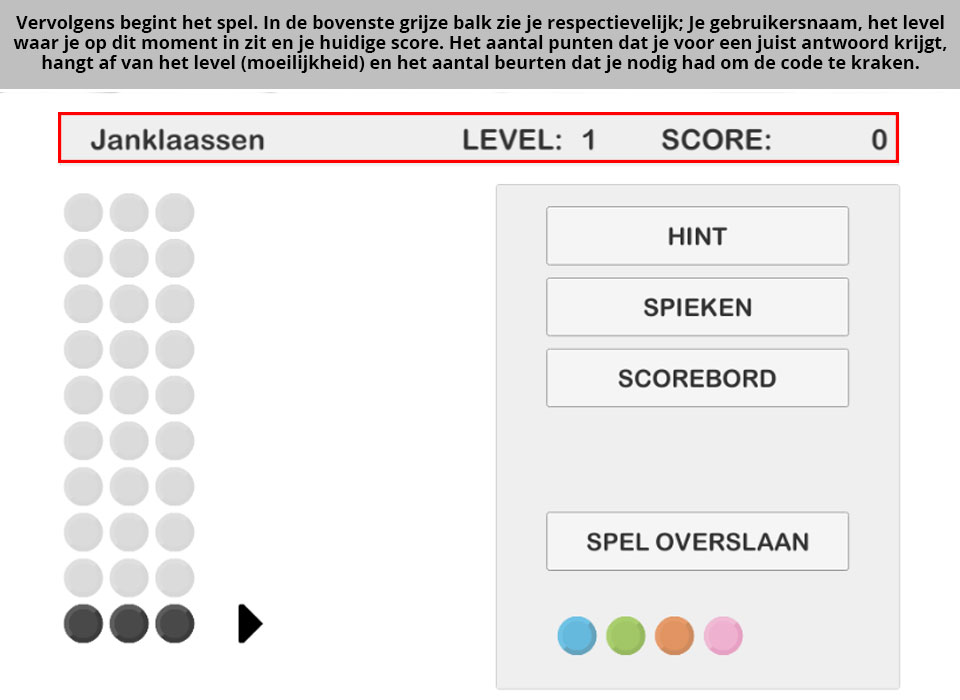 Vervolgens begint het spel. In de bovenste grijze balk zie je respectievelijk; Je gebruikersnaam, het level
waar je op dit moment in zit en je huidige score. Het aantal punten dat je voor een juist antwoord krijgt,
hangt af van het level (moeilijkheid) en het aantal beurten dat je nodig had om de code te kraken.
Janklaassen LEVEL: 1 SCORE: 0
HINT
SPIEKEN
SCOREBORD
SPEL OVERSLAAN